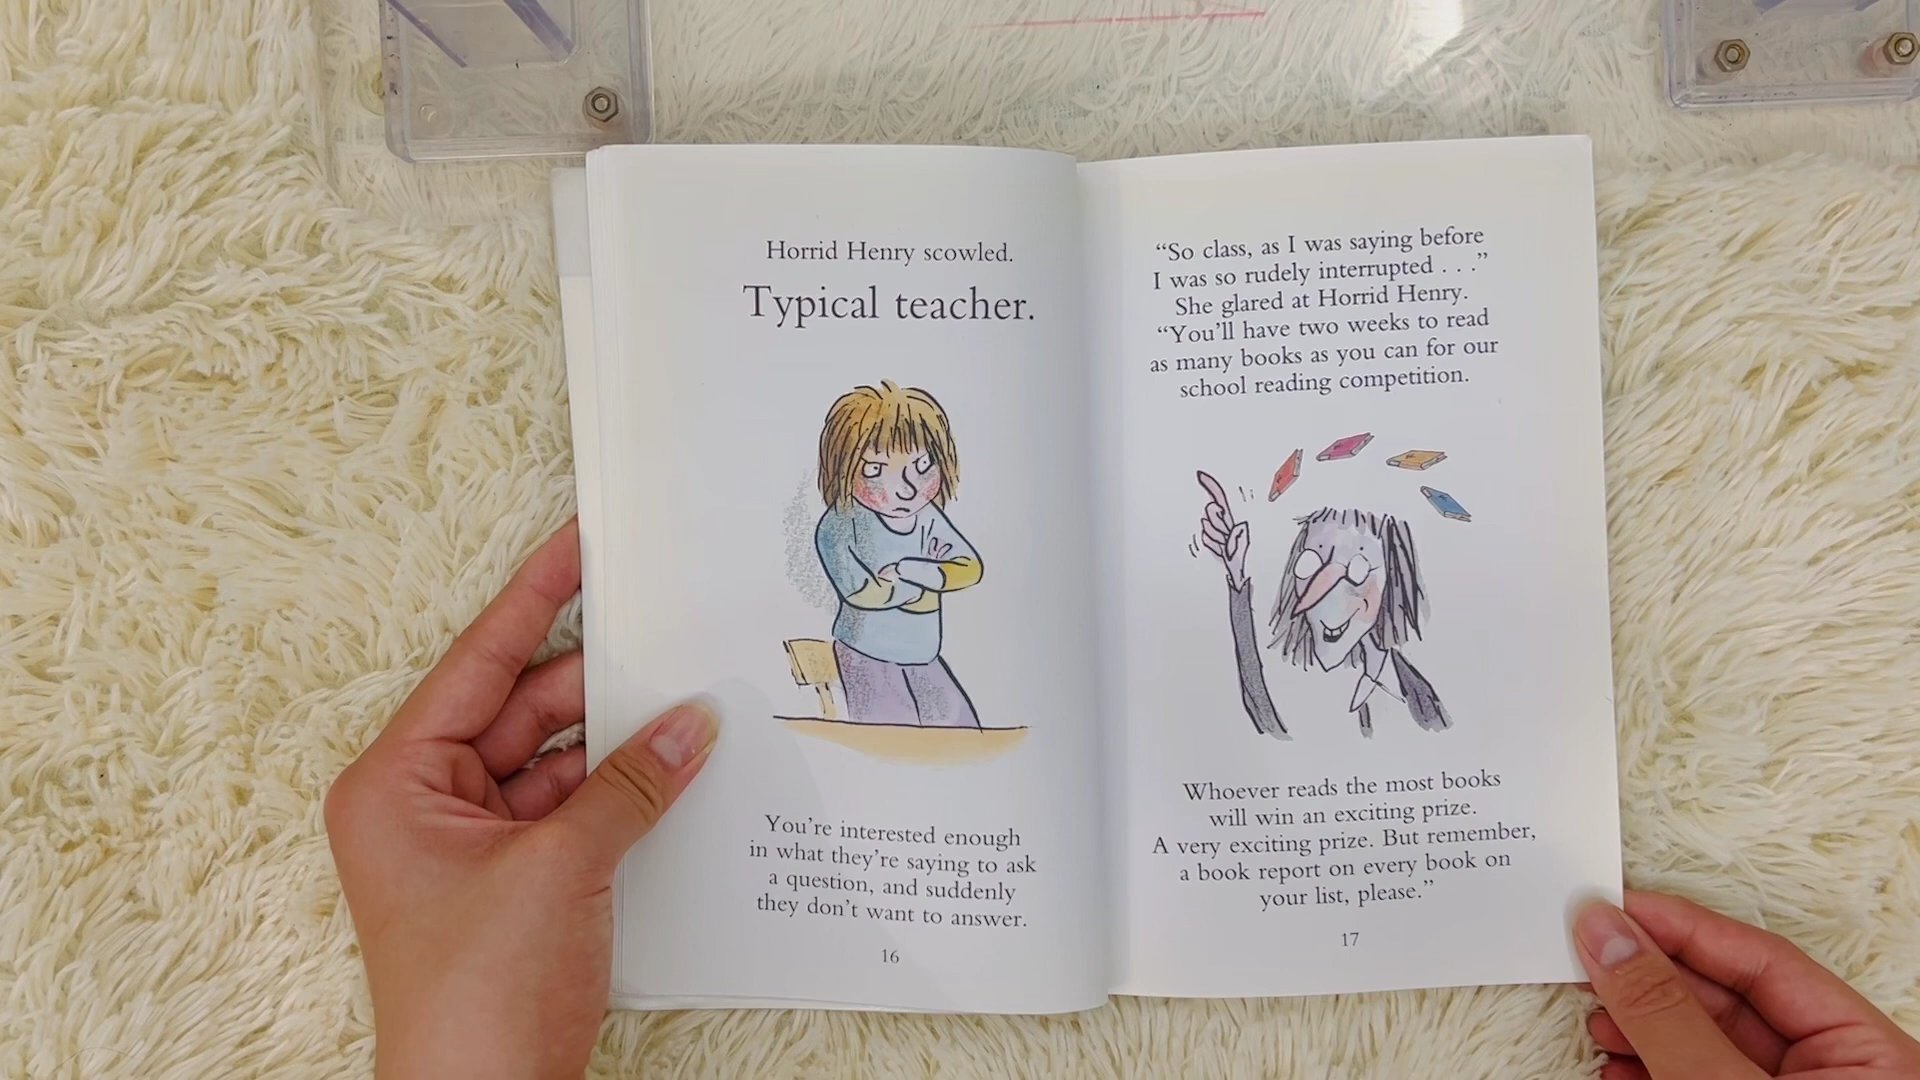 Horrid Henry scowled.
Typical teacher.
You're interested enough
in what they're saying to ask
a question, and suddenly
they don't want to answer.
16
“So class, as I was saying before
I was so rudely interrupted . . .”
She glared at Horrid Henry.
“You'll have two weeks to read
as many books as you can for our
school reading competition.
Whoever reads the most books
will win an exciting prize.
A very exciting prize. But remember,
a book report on every book on
your list, please.”
17